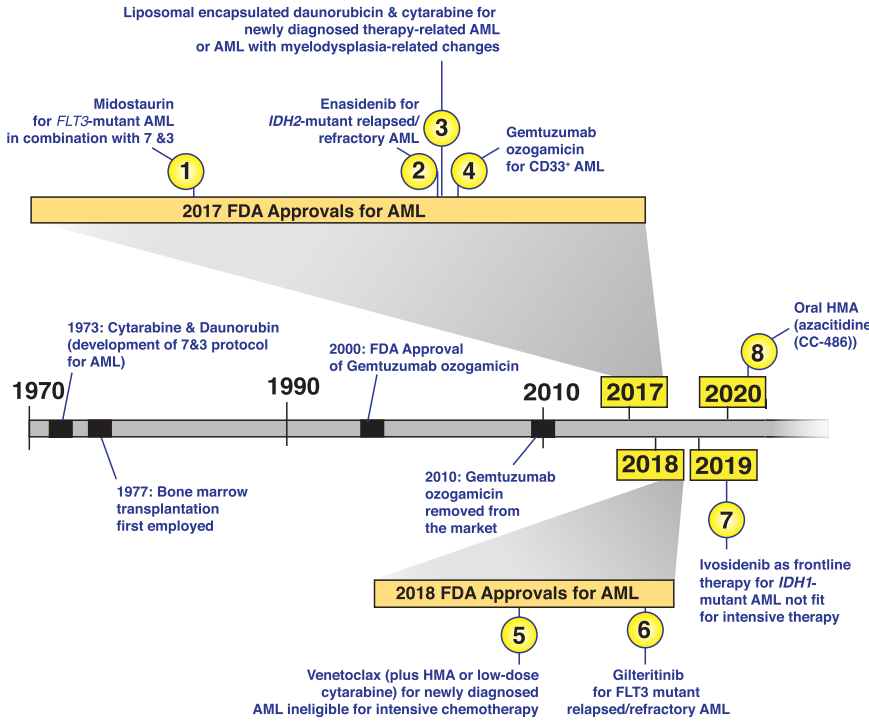 Liposomal encapsulated daunorubicin & cytarabine for
newly diagnosed therapy-related AML
or AML with myelodysplasia-related changes
Midostaurin
for FLT3-mutant AML
in combination with 7 &3
Enasidenib for
IDH2-mutant relapsed/
refractory AML
Gemtuzumab
ozogamicin
for CD33⁺ AML
1
2
3
4
2017 FDA Approvals for AML
1973: Cytarabine & Daunorubin
(development of 7&3 protocol
for AML)
2000: FDA Approval
of Gemtuzumab ozogamicin
Oral HMA
(azacitidine
(CC-486))
8
1970
1990
2010
2017
2020
2018
2019
1977: Bone marrow
transplantation
first employed
2010: Gemtuzumab
ozogamicin
removed from
the market
7
Ivosidenib as frontline
therapy for IDH1-
mutant AML not fit
for intensive therapy
2018 FDA Approvals for AML
5
6
Venetoclax (plus HMA or low-dose
cytarabine) for newly diagnosed
AML ineligible for intensive chemotherapy
Gilteritinib
for FLT3 mutant
relapsed/refractory AML